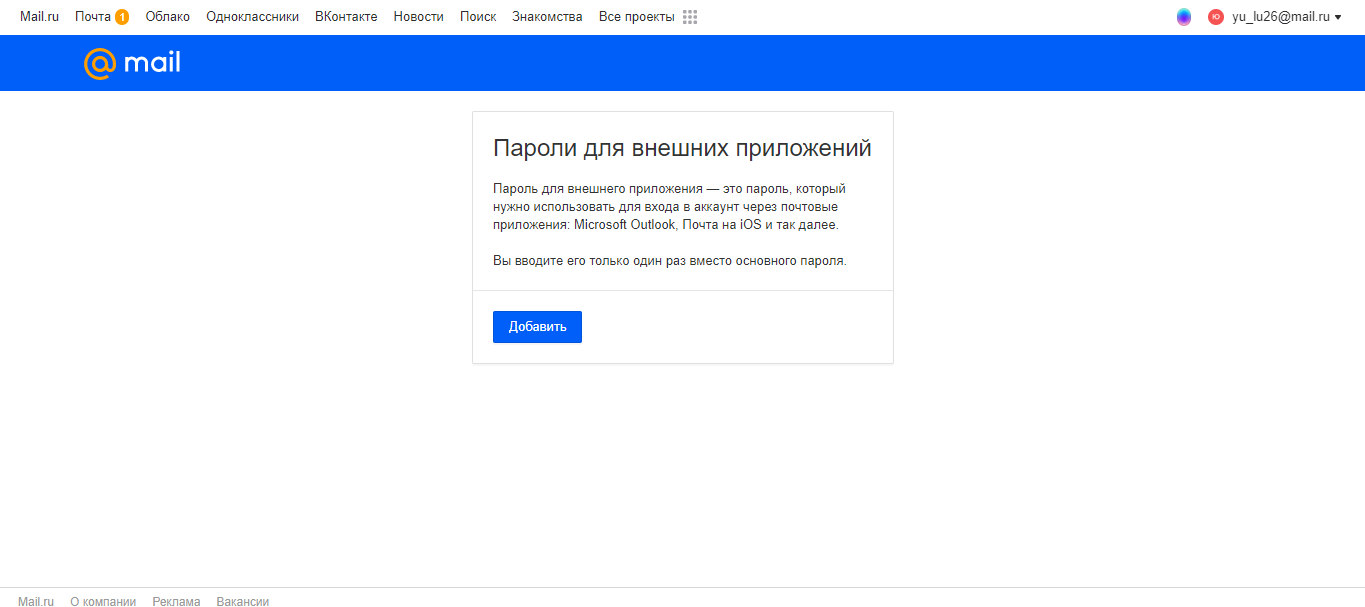 Mail.ru Почта 1 Облако Одноклассники ВКонтакте Новости Поиск Знакомства Все проекты Ю yu_lu26@mail.ru
@mail
Пароли для внешних приложений
Пароль для внешнего приложения — это пароль, который
нужно использовать для входа в аккаунт через почтовые
приложения: Microsoft Outlook, Почта на iOS и так далее.
Вы вводите его только один раз вместо основного пароля.
Добавить
Mail.ru О компании Реклама Вакансии